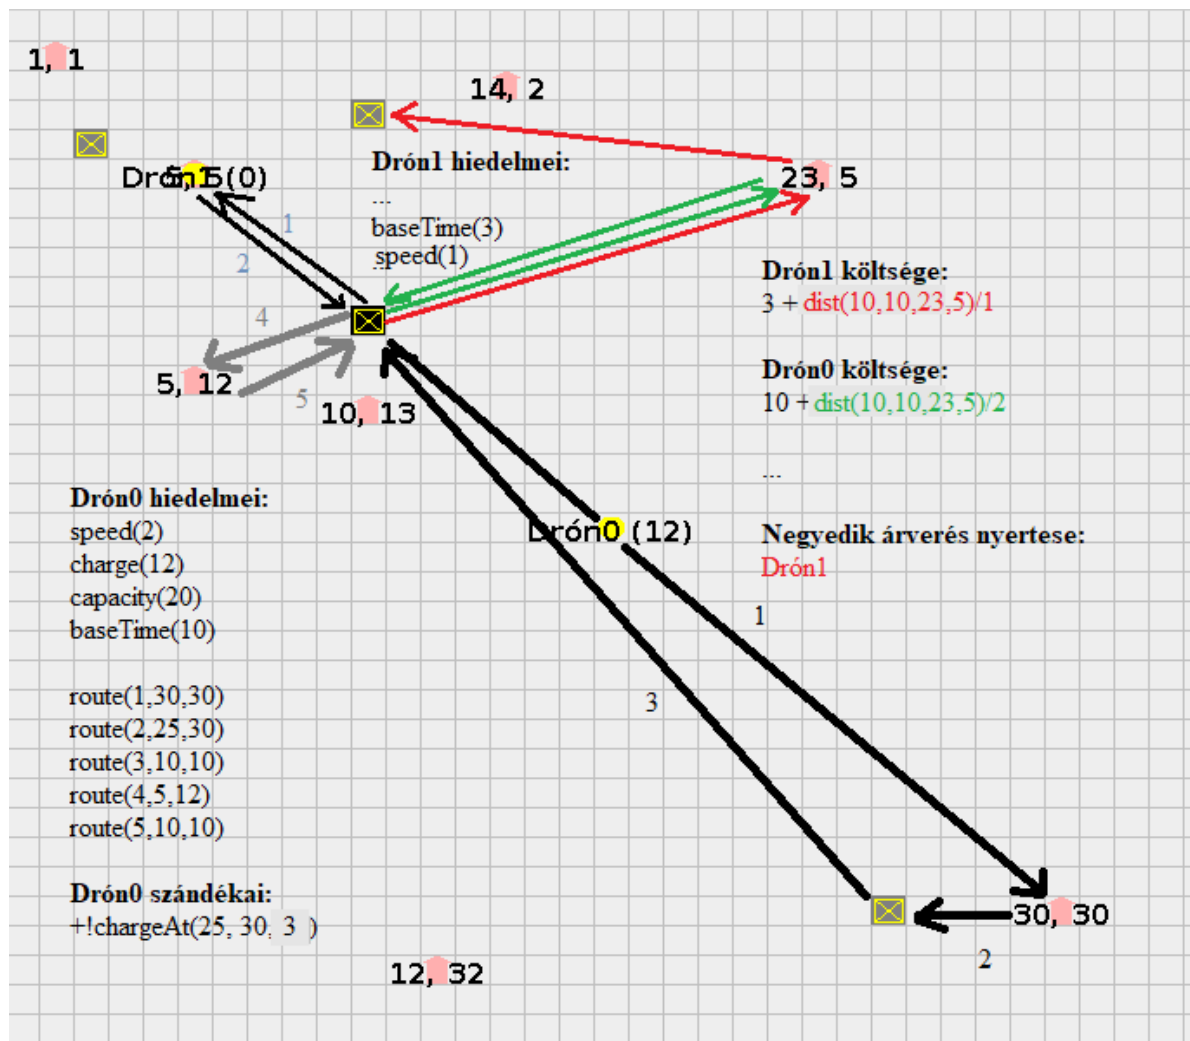 1, 1
14, 2
Drón1 hiedelmei:
...
baseTime(3)
speed(1)
...
Drón1
5, 5(0)
23, 5
1
2
Drón1 költsége:
3 + dist(10,10,23,5)/1
4
Drón0 költsége:
10 + dist(10,10,23,5)/2
5, 12
5
10, 13
...
Drón0 hiedelmei:
speed(2)
charge(12)
capacity(20)
baseTime(10)
Drón0 (12)
Negyedik árverés nyertese:
Drón1
1
route(1,30,30)
route(2,25,30)
route(3,10,10)
route(4,5,12)
route(5,10,10)
3
Drón0 szándékai:
+!chargeAt(25, 30, 3 )
30, 30
2
12, 32